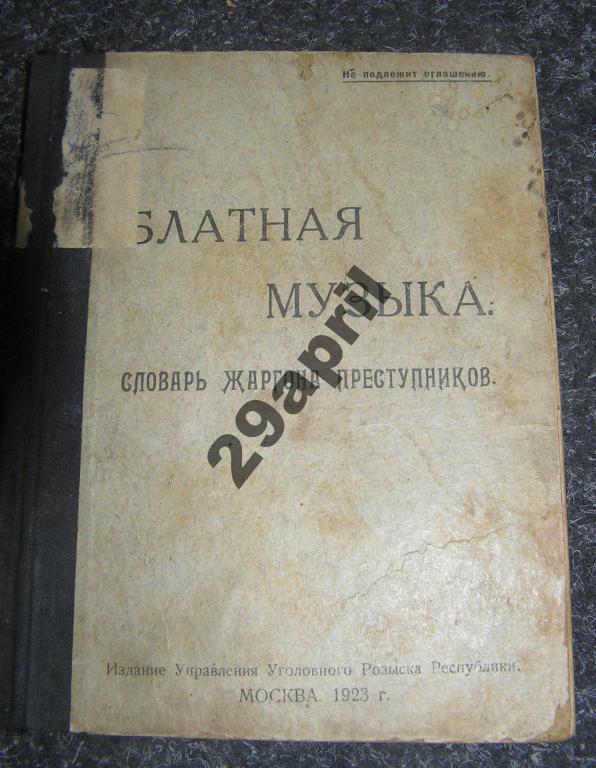 Не подлежит оглашению.
БЛАТНАЯ
МУЗЫКА.
СЛОВАРЬ ЖАРГОНА ПРЕСТУПНИКОВ.
29april
Издание Управления Уголовного Розыска Республики.
МОСКВА 1923 г.